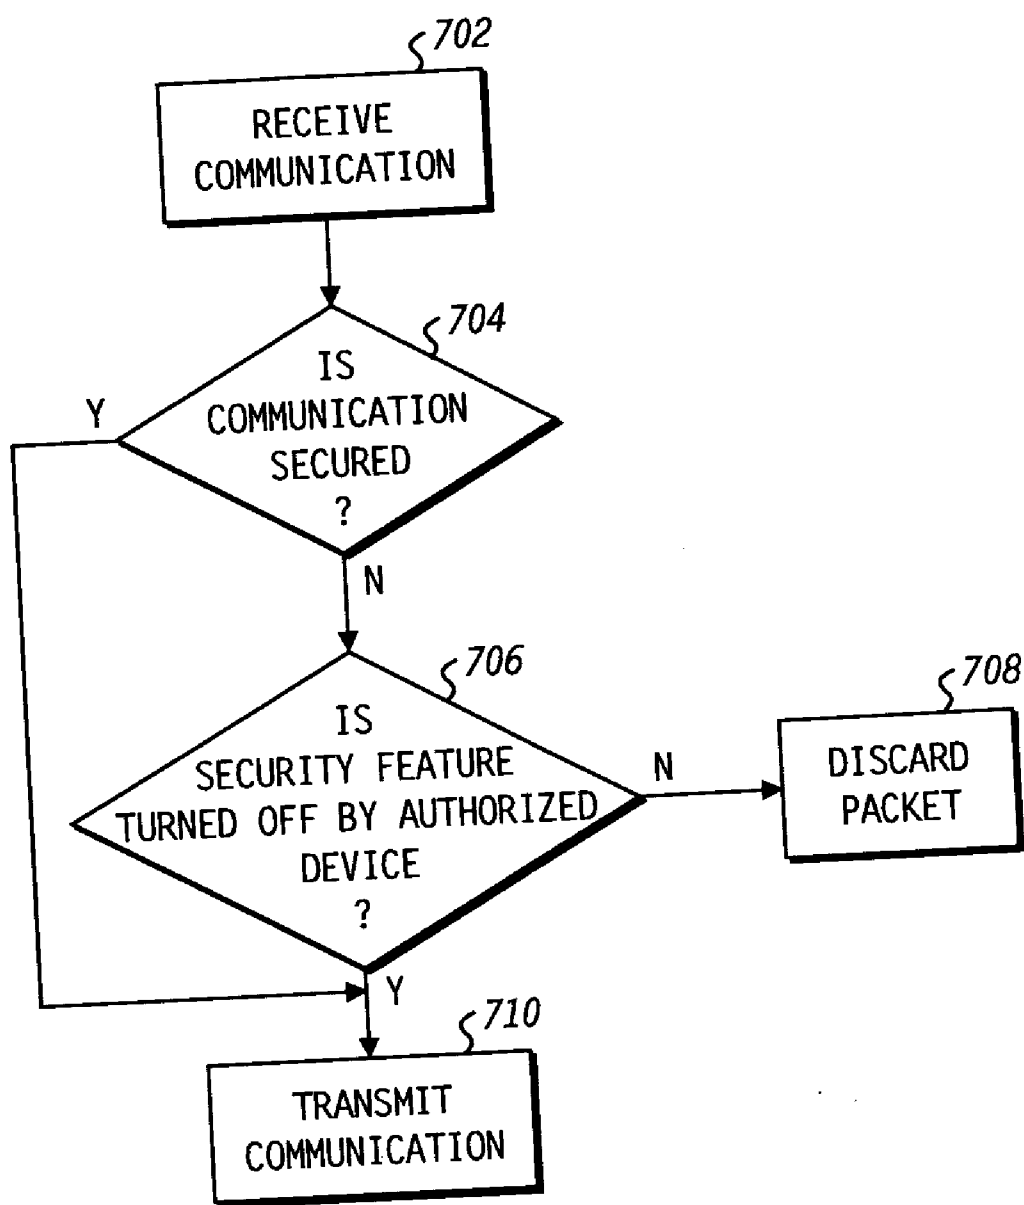 702
RECEIVE
COMMUNICATION
704
IS
COMMUNICATION
SECURED
?
Y
N
706
IS
SECURITY FEATURE
TURNED OFF BY AUTHORIZED
DEVICE
?
N
708
DISCARD
PACKET
Y
710
TRANSMIT
COMMUNICATION